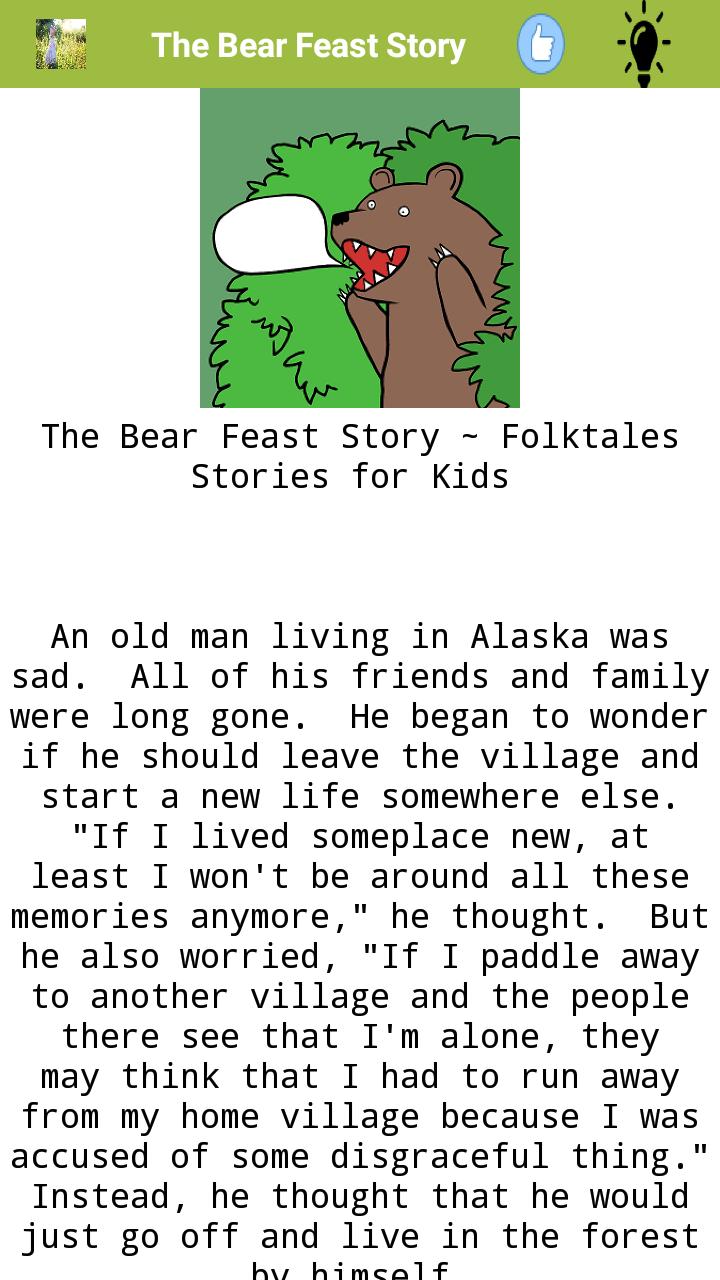 The Bear Feast Story
The Bear Feast Story ~ Folktales
Stories for Kids
An old man living in Alaska was
sad.  All of his friends and family
were long gone.  He began to wonder
if he should leave the village and
start a new life somewhere else.
"If I lived someplace new, at
least I won't be around all these
memories anymore," he thought.  But
he also worried, "If I paddle away
to another village and the people
there see that I'm alone, they
may think that I had to run away
from my home village because I was
accused of some disgraceful thing."
Instead, he thought that he would
just go off and live in the forest
by himself